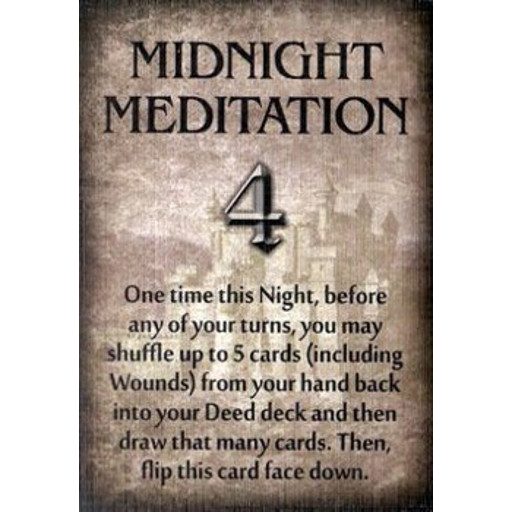 MIDNIGHT
MEDITATION
4
One time this Night, before
any of your turns, you may
shuffle up to 5 cards (including
Wounds) from your hand back
into your Deed deck and then
draw that many cards. Then,
flip this card face down.